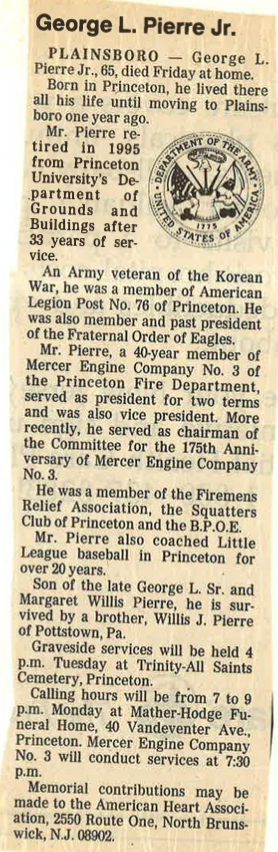 George L. Pierre Jr.
PLAINSBORO — George L.
Pierre Jr., 65, died Friday at home.
Born in Princeton, he lived there
all his life until moving to Plains-
boro one year ago.
Mr. Pierre re-
tired in 1995
from Princeton
University's De-
partment of
Grounds and
Buildings after
33 years of ser-
vice.
DEPARTMENT OF THE ARMY
UNITED STATES OF AMERICA
1775
An Army veteran of the Korean
War, he was a member of American
Legion Post No. 76 of Princeton. He
was also member and past president
of the Fraternal Order of Eagles.
Mr. Pierre, a 40-year member of
Mercer Engine Company No. 3 of
the Princeton Fire Department,
served as president for two terms
and was also vice president. More
recently, he served as chairman of
the Committee for the 175th Anni-
versary of Mercer Engine Company
No. 3.
He was a member of the Firemens
Relief Association, the Squatters
Club of Princeton and the B.P.O.E.
Mr. Pierre also coached Little
League baseball in Princeton for
over 20 years.
Son of the late George L. Sr. and
Margaret Willis Pierre, he is sur-
vived by a brother, Willis J. Pierre
of Pottstown, Pa.
Graveside services will be held 4
p.m. Tuesday at Trinity-All Saints
Cemetery, Princeton.
Calling hours will be from 7 to 9
p.m. Monday at Mather-Hodge Fu-
neral Home, 40 Vandeventer Ave.,
Princeton. Mercer Engine Company
No. 3 will conduct services at 7:30
p.m.
Memorial contributions may be
made to the American Heart Associ-
ation, 2550 Route One, North Bruns-
wick, N.J. 08902.